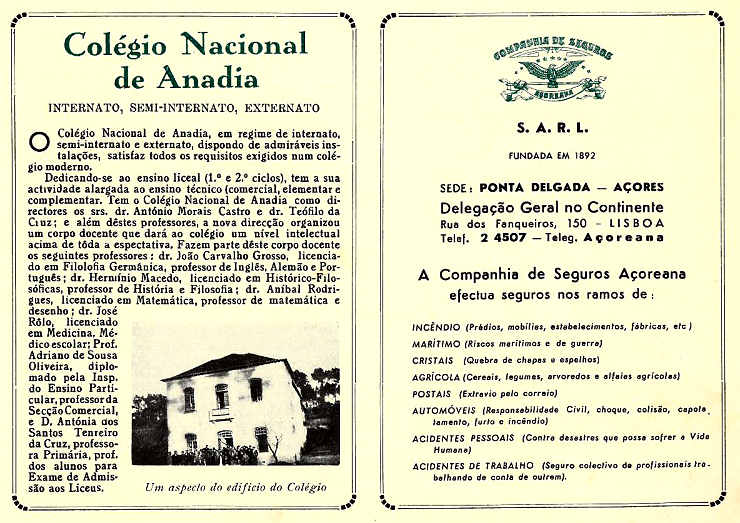 Colégio Nacional
de Anadia
INTERNATO, SEMI-INTERNATO, EXTERNATO
O Colégio Nacional de Anadia, em regime de internato,
semi-internato e externato, dispondo de admiráveis ins-
talações, satisfaz todos os requisitos exigidos num colé-
gio moderno.
Dedicando-se ao ensino liceal (1.º e 2.º ciclos), tem a sua
actividade alargada ao ensino técnico (comercial, elementar e
complementar. Tem o Colégio Nacional de Anadia como di-
rectores os srs. dr. António Morais Castro e dr. Teófilo da
Cruz; e além dêstes professores, a nova direcção organizou
um corpo docente que dará ao colégio um nível intelectual
acima de tôda a espectativa. Fazem parte dêste corpo docente
os seguintes professores: dr. João Carvalho Grosso, licencia-
do em Filolofia Germânica, professor de Inglês, Alemão e Por-
tuguês; dr. Hermínio Macedo, licenciado em Histórico-Filo-
sóficas, professor de História e Filosofia; dr. Aníbal Rodri-
gues, licenciado em Matemática, professor de matemática e
desenho; dr. José
Rôlo, licenciado
em Medicina, Mé-
dico escolar; Prof.
Adriano de Sousa
Oliveira, diplo-
mado pela Insp.
do Ensino Parti-
cular, professor da
Secção Comercial,
e D. Antónia dos
Santos Tenreiro
da Cruz, professo-
ra Primária, prof.
dos alunos para
Exame de Admis-
são aos Liceus.
Um aspecto do edifício do Colégio
COMPANHIA DE SEGUROS
AÇOREANA
S. A. R. L.
FUNDADA EM 1892
SEDE: PONTA DELGADA — AÇORES
Delegação Geral no Continente
Rua dos Fanqueiros, 150 - LISBOA
Telef. 2 4507 — Teleg. Açoreana
A Companhia de Seguros Açoreana
efectua seguros nos ramos de:
INCÊNDIO (Prédios, mobílias, estabelecimentos, fábricas, etc)
MARÍTIMO (Riscos marítimos e de guerra)
CRISTAIS (Quebra de chapas e espelhos)
AGRÍCOLA (Cereais, legumes, arvoredos e alfaias agrícolas)
POSTAIS (Extravio pelo correio)
AUTOMÓVEIS (Responsabilidade Civil, choque, colisão, capota-
lamento, furto e incêndio)
ACIDENTES PESSOAIS (Contra desastres que possa sofrer a Vida
Humana)
ACIDENTES DE TRABALHO (Seguro colectivo de profissionais tra-
balhando de conta de outrem).